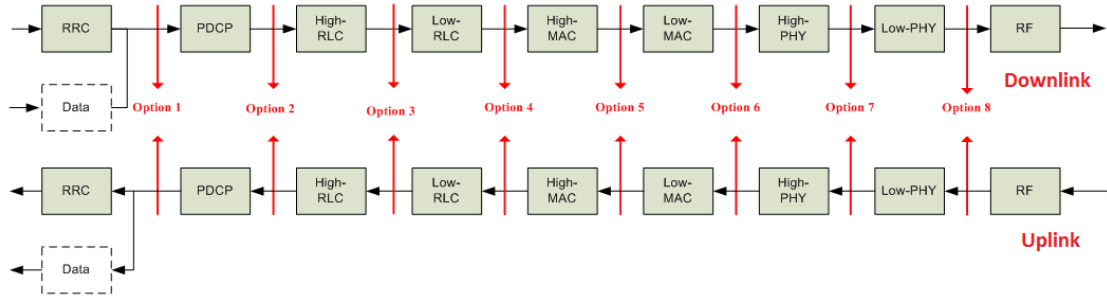 RRC
PDCP
High-
RLC
Low-
RLC
High-
MAC
Low-
MAC
High-
PHY
Low-PHY
RF
Downlink
Data
Option 1
Option 2
Option 3
Option 4
Option 5
Option 6
Option 7
Option 8
RRC
PDCP
High-
RLC
Low-
RLC
High-
MAC
Low-
MAC
High-
PHY
Low-PHY
RF
Uplink
Data